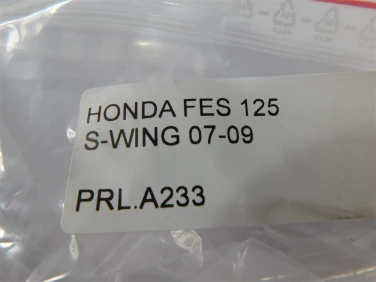 HONDA FES 125
S-WING 07-09
PRL.A233